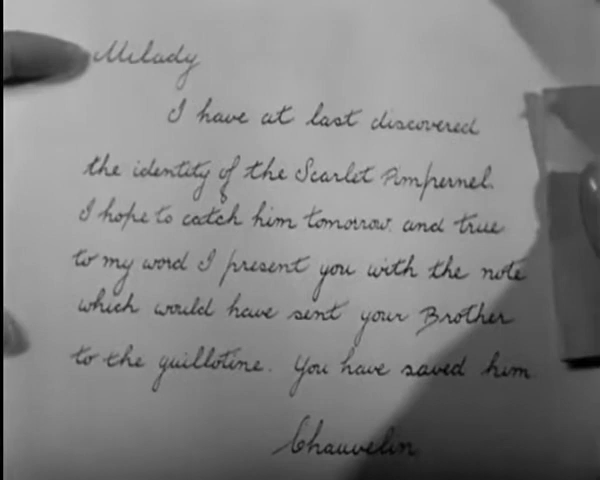 Milady
I have at last discovered
the identity of the Scarlet Pimpernel.
I hope to catch him tomorrow, and true
to my word I present you with the note
which would have sent your Brother
to the guillotine. You have saved him.
Chauvelin.